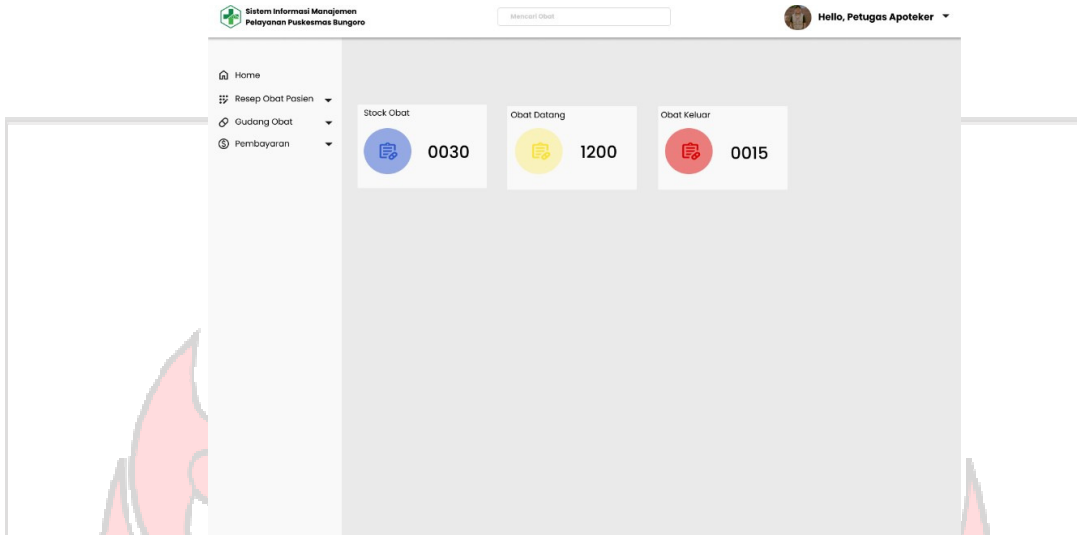 Sistem Informasi Manajemen
Pelayanan Puskesmas Bungoro
Mencari Obat
Hello, Petugas Apoteker
Home
Resep Obat Pasien
Gudang Obat
Pembayaran
Stock Obat
0030
Obat Datang
1200
Obat Keluar
0015